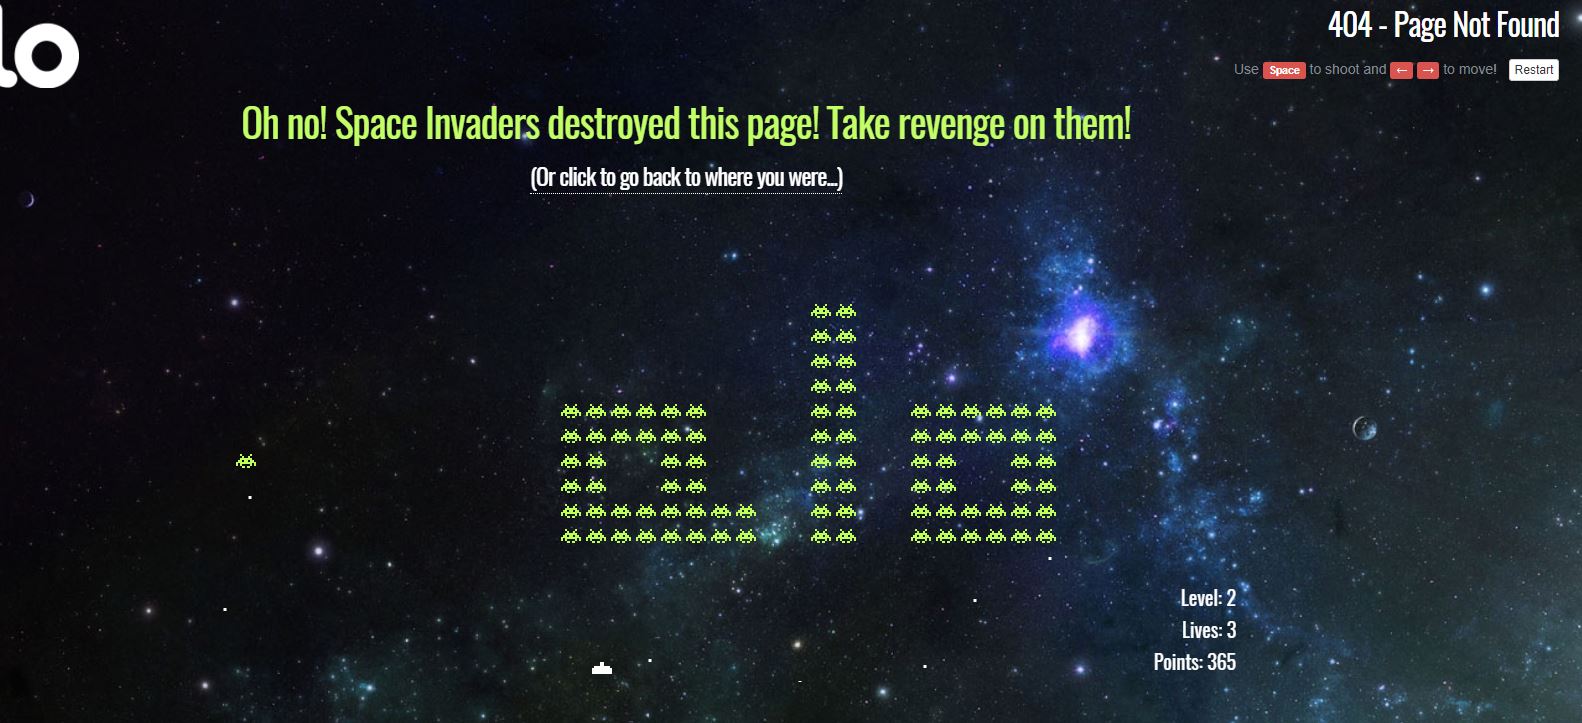 lo
404 - Page Not Found
Use Space to shoot and ← → to move! Restart
Oh no! Space Invaders destroyed this page! Take revenge on them!
(Or click to go back to where you were...)
alo
Level: 2
Lives: 3
Points: 365